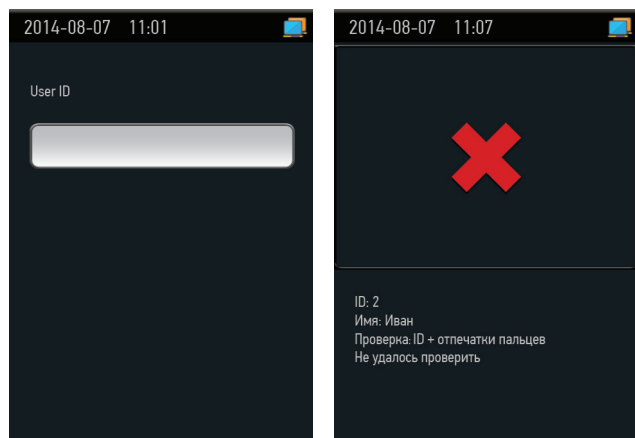 2014-08-07 11:01
User ID
2014-08-07 11:07
ID: 2
Имя: Иван
Проверка: ID + отпечатки пальцев
Не удалось проверить